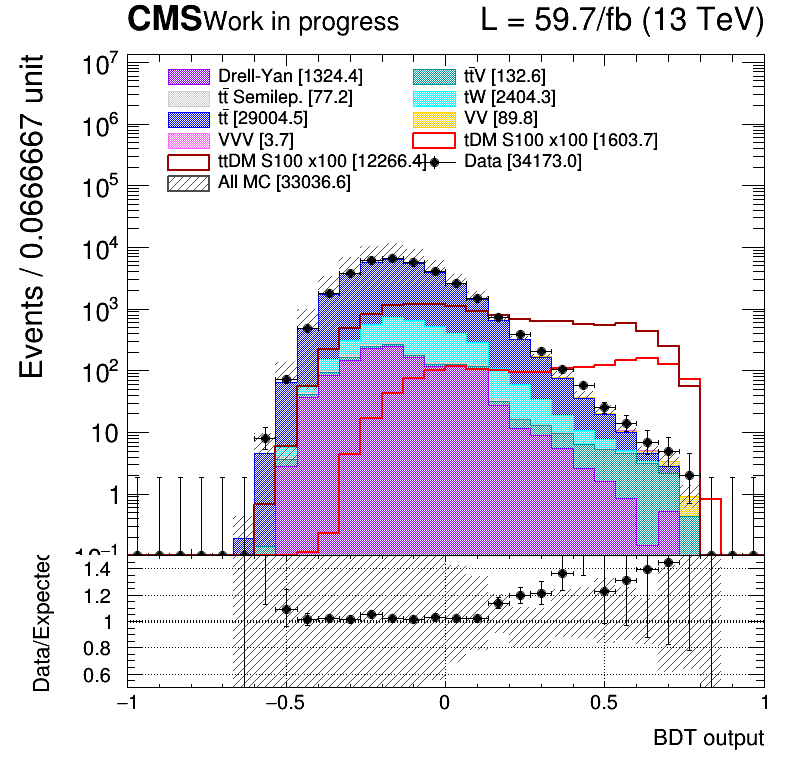 CMS Work in progress L = 59.7/fb (13 TeV)
Events / 0.0666667 unit
10⁷
10⁶
10⁵
10⁴
10³
10²
10
1
10⁻¹
Drell-Yan [1324.4] tt̄V [132.6]
tt̄ Semilep. [77.2] tW [2404.3]
tt̄ [29004.5] VV [89.8]
VVV [3.7] tDM S100 x100 [1603.7]
ttDM S100 x100 [12266.4] Data [34173.0]
All MC [33036.6]
Data/Expected
1.4
1.2
1
0.8
0.6
−1 −0.5 0 0.5 1
BDT output